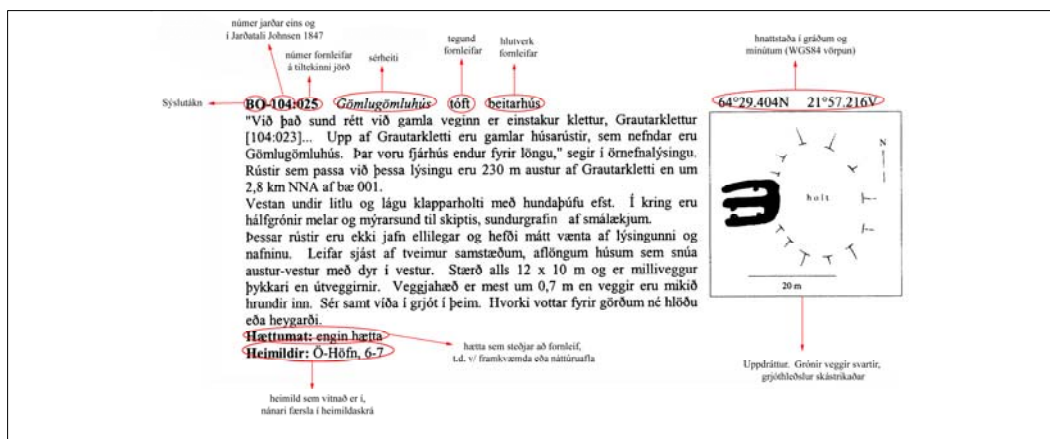 númer jarðar eins og
í Jarðatali Johnsen 1847
númer fornleifar
á tiltekinni jörð
sérheiti
tegund
fornleifar
hlutverk
fornleifar
hnattstaða í gráðum og
mínútum (WGS84 vörpun)
Sýslutákn
BO-104:025 Gömlugömluhús tóft beitarhús
64°29.404N 21°57.216V
"Við það sund rétt við gamla veginn er einstakur klettur, Grautarklettur
[104:023]... Upp af Grautarkletti eru gamlar húsarústir, sem nefndar eru
Gömlugömluhús. Þar voru fjárhús endur fyrir löngu," segir í örnefnalýsingu.
Rústir sem passa við þessa lýsingu eru 230 m austur af Grautarkletti en um
2,8 km NNA af bæ 001.
Vestan undir litlu og lágu klapparholti með hundaþúfu efst. Í kring eru
hálfgrónir melar og mýrarsund til skiptis, sundurgrafin af smálækjum.
Þessar rústir eru ekki jafn ellilegar og hefði mátt vænta af lýsingunni og
nafninu. Leifar sjást af tveimur samstæðum, aflöngum húsum sem snúa
austur-vestur með dyr í vestur. Stærð alls 12 x 10 m og er milliveggur
þykkari en útveggirnir. Veggjahæð er mest um 0,7 m en veggir eru mikið
hrundir inn. Sér samt víða í grjót í þeim. Hvorki vottar fyrir görðum né hlöðu
eða heygarði.
Hættumat: engin hætta
Heimildir: Ö-Höfn, 6-7
N
holt
20 m
hætta sem steðjar að fornleif,
t.d. v/ framkvæmda eða náttúruafla
Uppdráttur. Grónir veggir svartir,
grjóthleðslur skástrikaðar
heimild sem vitnað er í,
nánari færsla í heimildaskrá